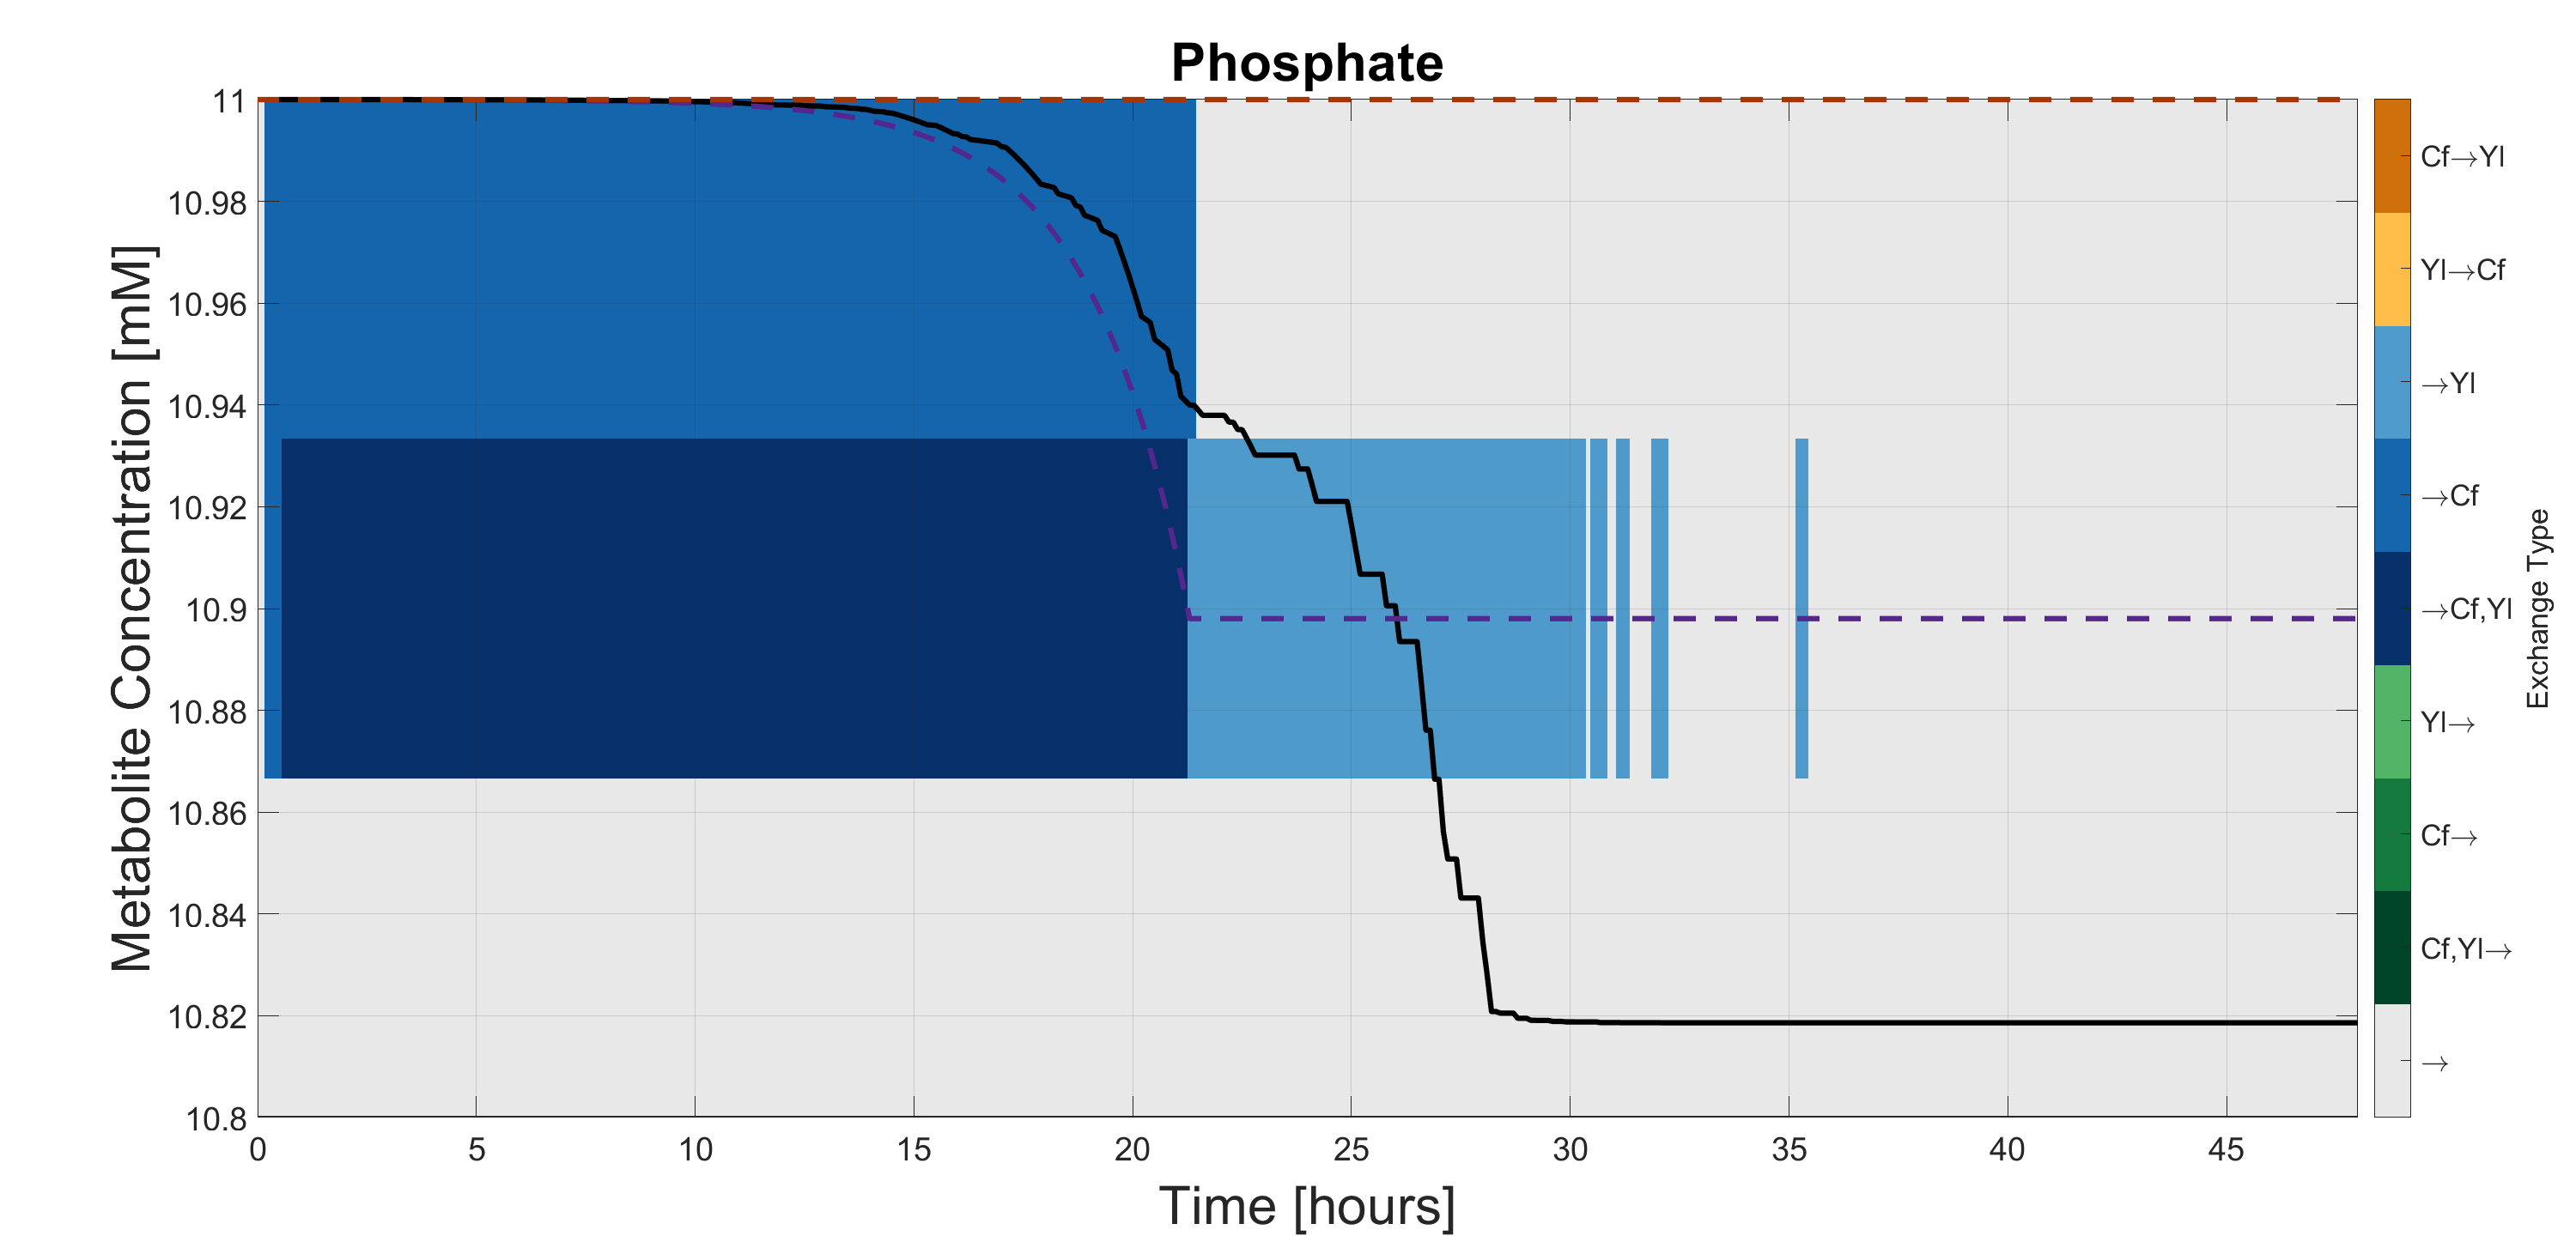 Phosphate
Metabolite Concentration [mM]
11
10.98
10.96
10.94
10.92
10.9
10.88
10.86
10.84
10.82
10.8
0
5
10
15
20
25
30
35
40
45
Time [hours]
Cf→Yl
Yl→Cf
→Yl
→Cf
→Cf,Yl
Yl→
Cf→
Cf,Yl→
→
Exchange Type